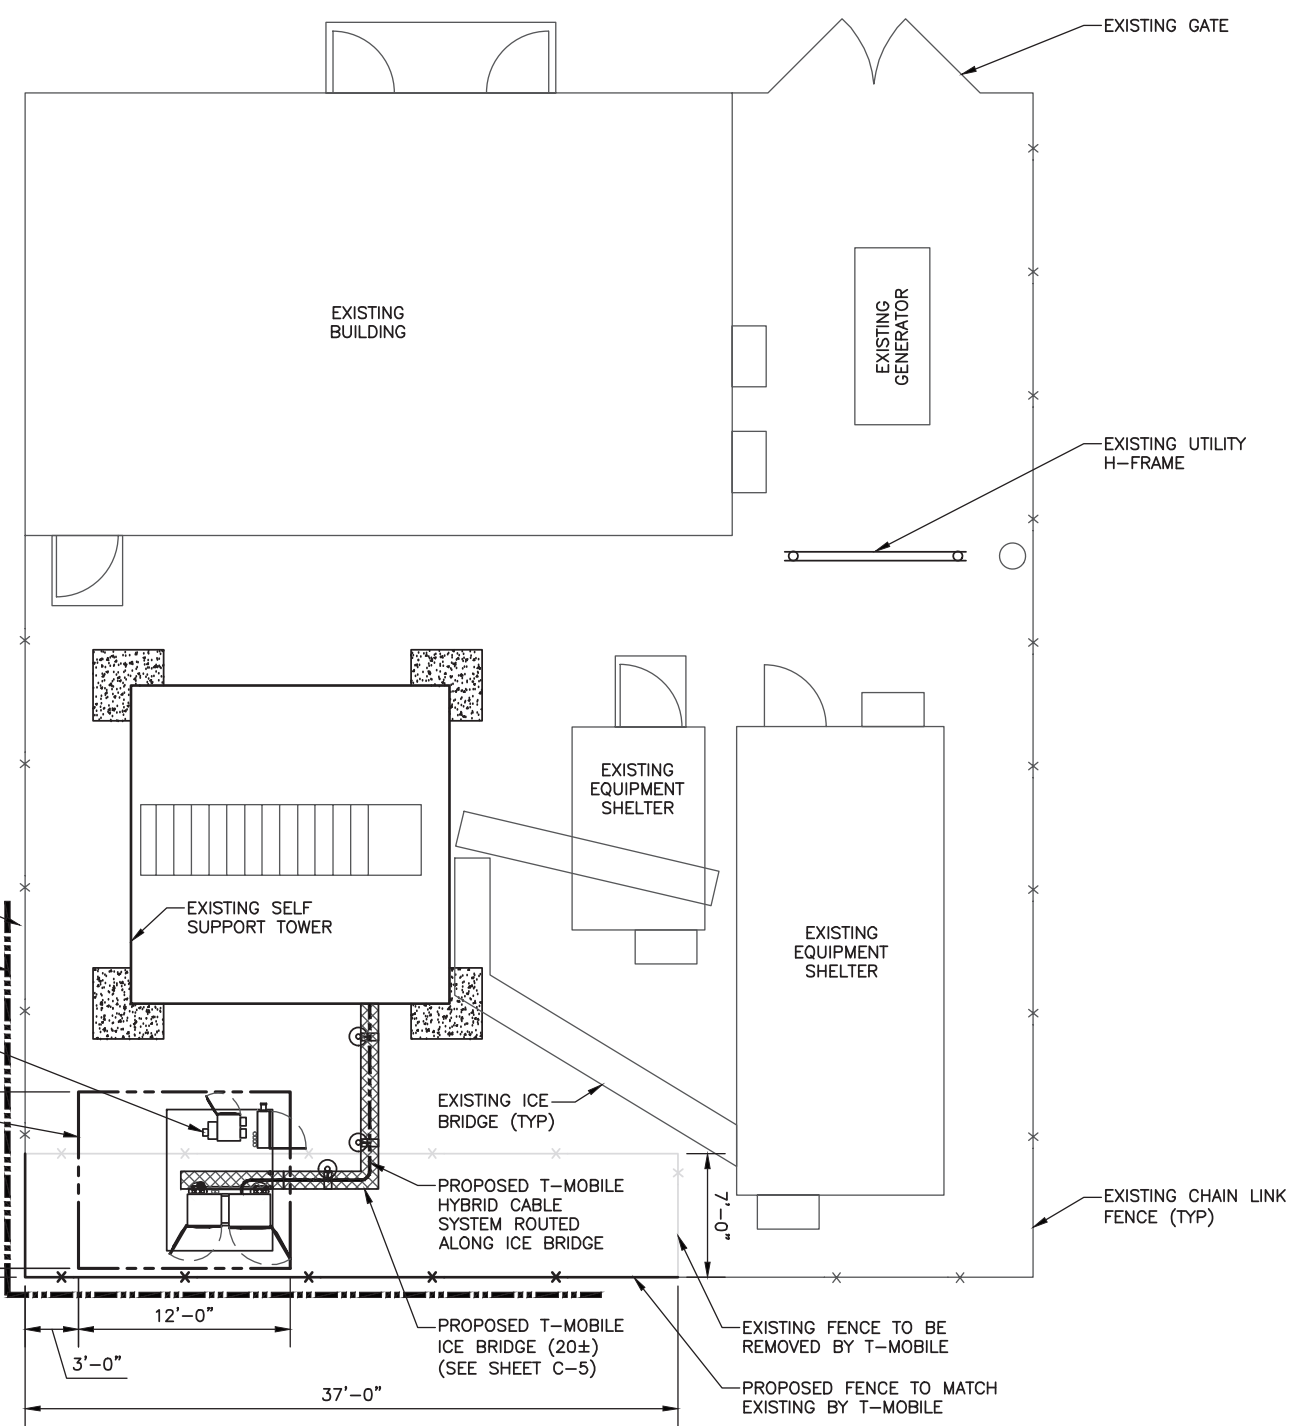 EXISTING GATE
EXISTING
BUILDING
EXISTING
GENERATOR
EXISTING UTILITY
H-FRAME
EXISTING
EQUIPMENT
SHELTER
EXISTING SELF
SUPPORT TOWER
EXISTING
EQUIPMENT
SHELTER
EXISTING ICE
BRIDGE (TYP)
PROPOSED T-MOBILE
HYBRID CABLE
SYSTEM ROUTED
ALONG ICE BRIDGE
7'-0"
EXISTING CHAIN LINK
FENCE (TYP)
12'-0"
3'-0"
PROPOSED T-MOBILE
ICE BRIDGE (20±)
(SEE SHEET C-5)
EXISTING FENCE TO BE
REMOVED BY T-MOBILE
37'-0"
PROPOSED FENCE TO MATCH
EXISTING BY T-MOBILE